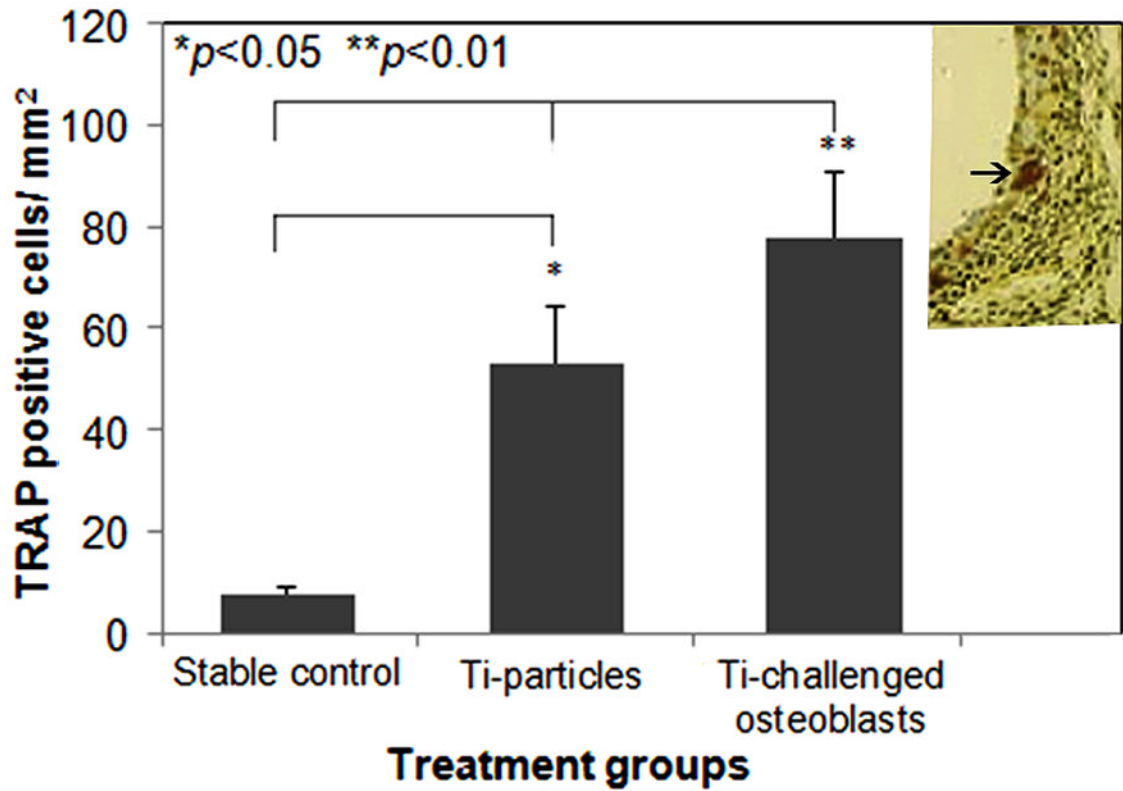 *p<0.05 **p<0.01
120
100
80
60
40
20
0
TRAP positive cells/ mm²
**
*
Stable control
Ti-particles
Ti-challenged
osteoblasts
Treatment groups